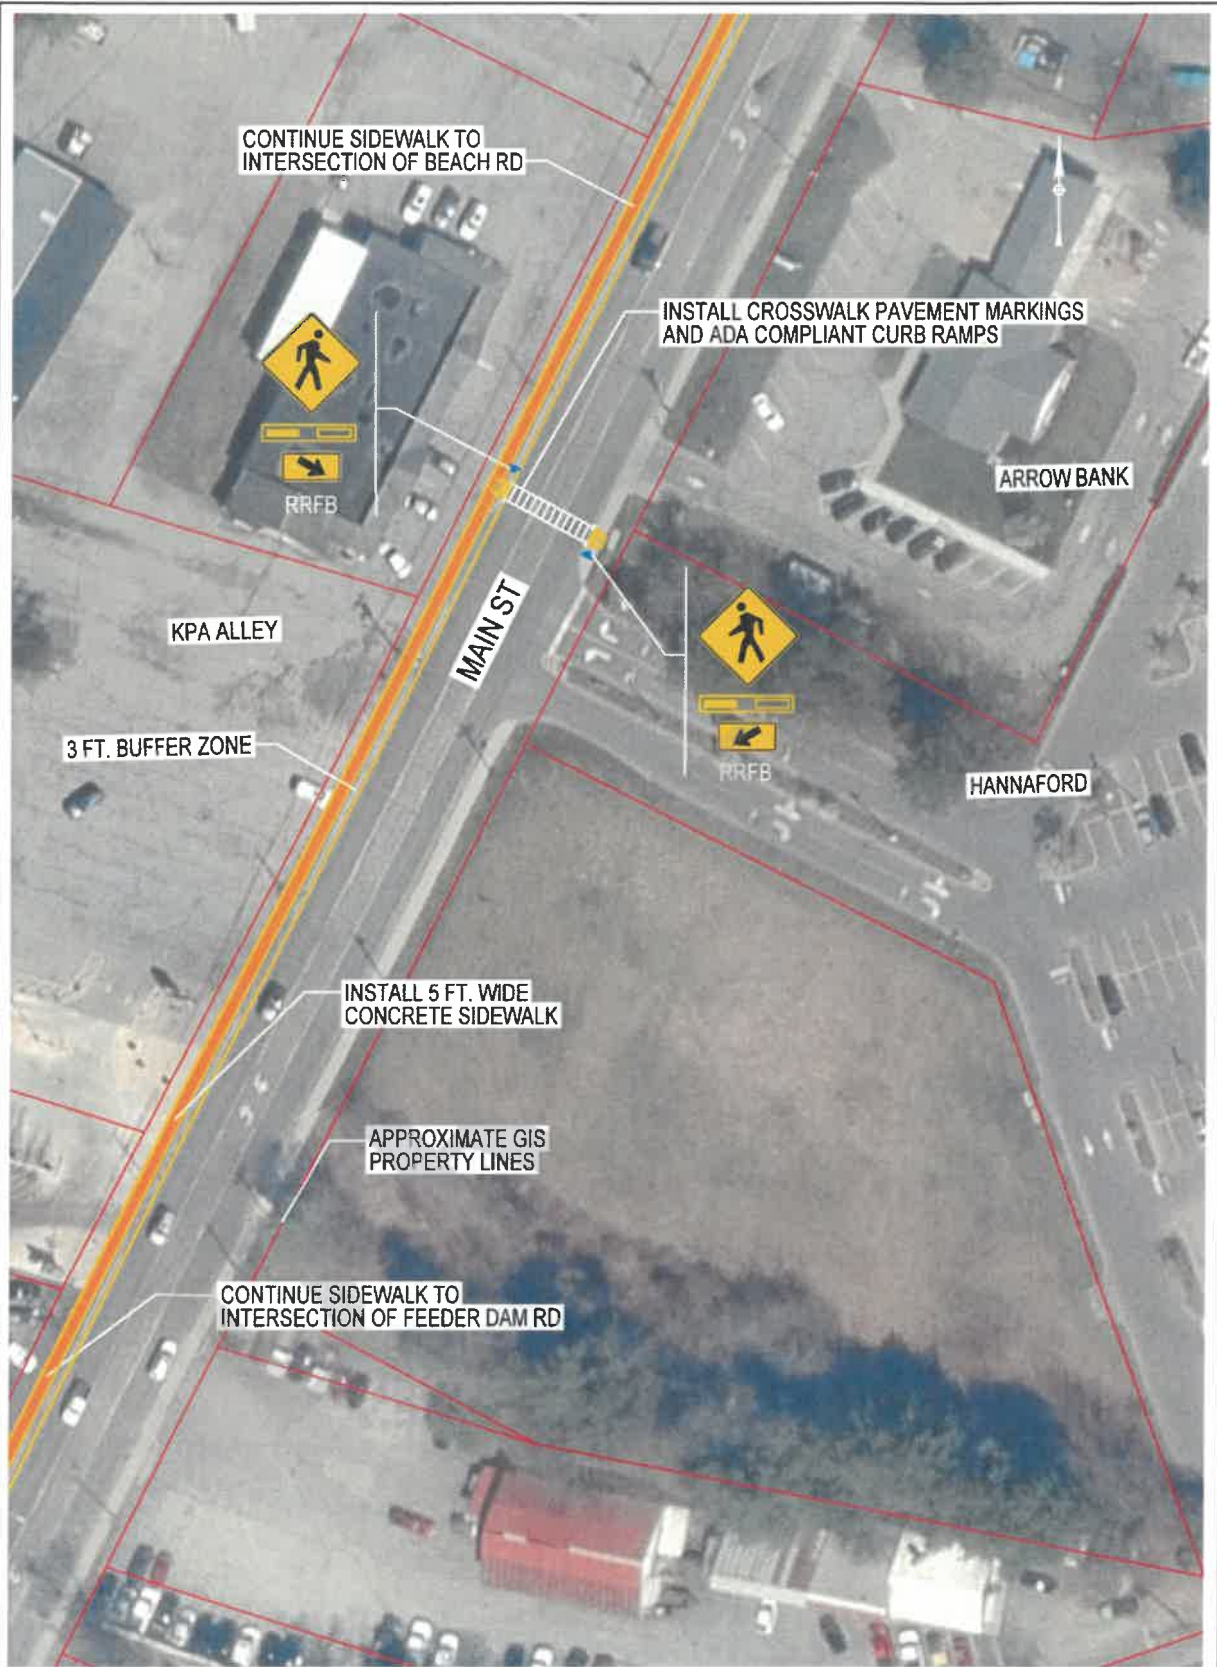 CONTINUE SIDEWALK TO
INTERSECTION OF BEACH RD
INSTALL CROSSWALK PAVEMENT MARKINGS
AND ADA COMPLIANT CURB RAMPS
RRFB
ARROW BANK
MAIN ST
KPA ALLEY
3 FT. BUFFER ZONE
RRFB
HANNAFORD
INSTALL 5 FT. WIDE
CONCRETE SIDEWALK
APPROXIMATE GIS
PROPERTY LINES
CONTINUE SIDEWALK TO
INTERSECTION OF FEEDER DAM RD